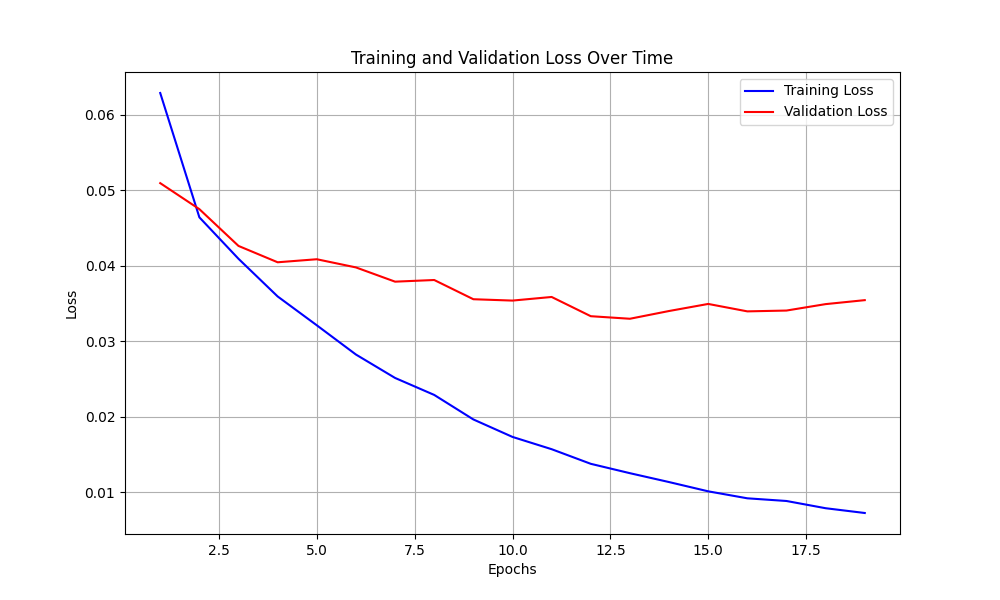 Training and Validation Loss Over Time
Training Loss
Validation Loss
0.06
0.05
0.04
0.03
0.02
0.01
Loss
2.5 5.0 7.5 10.0 12.5 15.0 17.5
Epochs